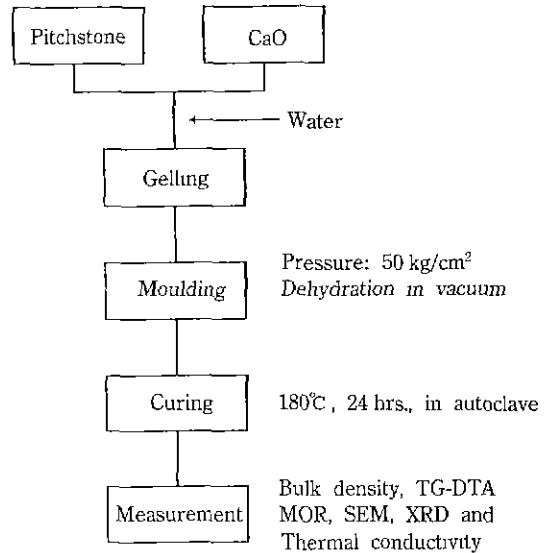 Pitchstone
CaO
Water
Gelling
Moulding
Pressure: 50 kg/cm²
Dehydration in vacuum
Curing
180℃, 24 hrs., in autoclave
Measurement
Bulk density, TG-DTA
MOR, SEM, XRD and
Thermal conductivity